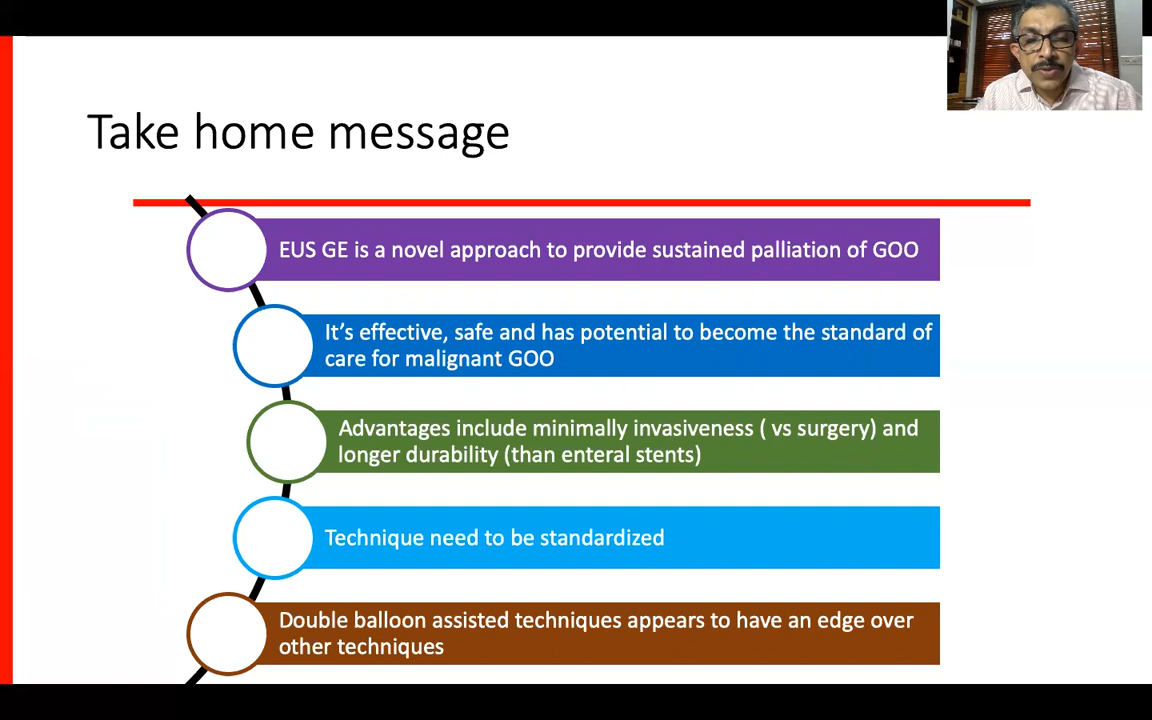 Take home message
EUS GE is a novel approach to provide sustained palliation of GOO
It's effective, safe and has potential to become the standard of
care for malignant GOO
Advantages include minimally invasiveness ( vs surgery) and
longer durability (than enteral stents)
Technique need to be standardized
Double balloon assisted techniques appears to have an edge over
other techniques